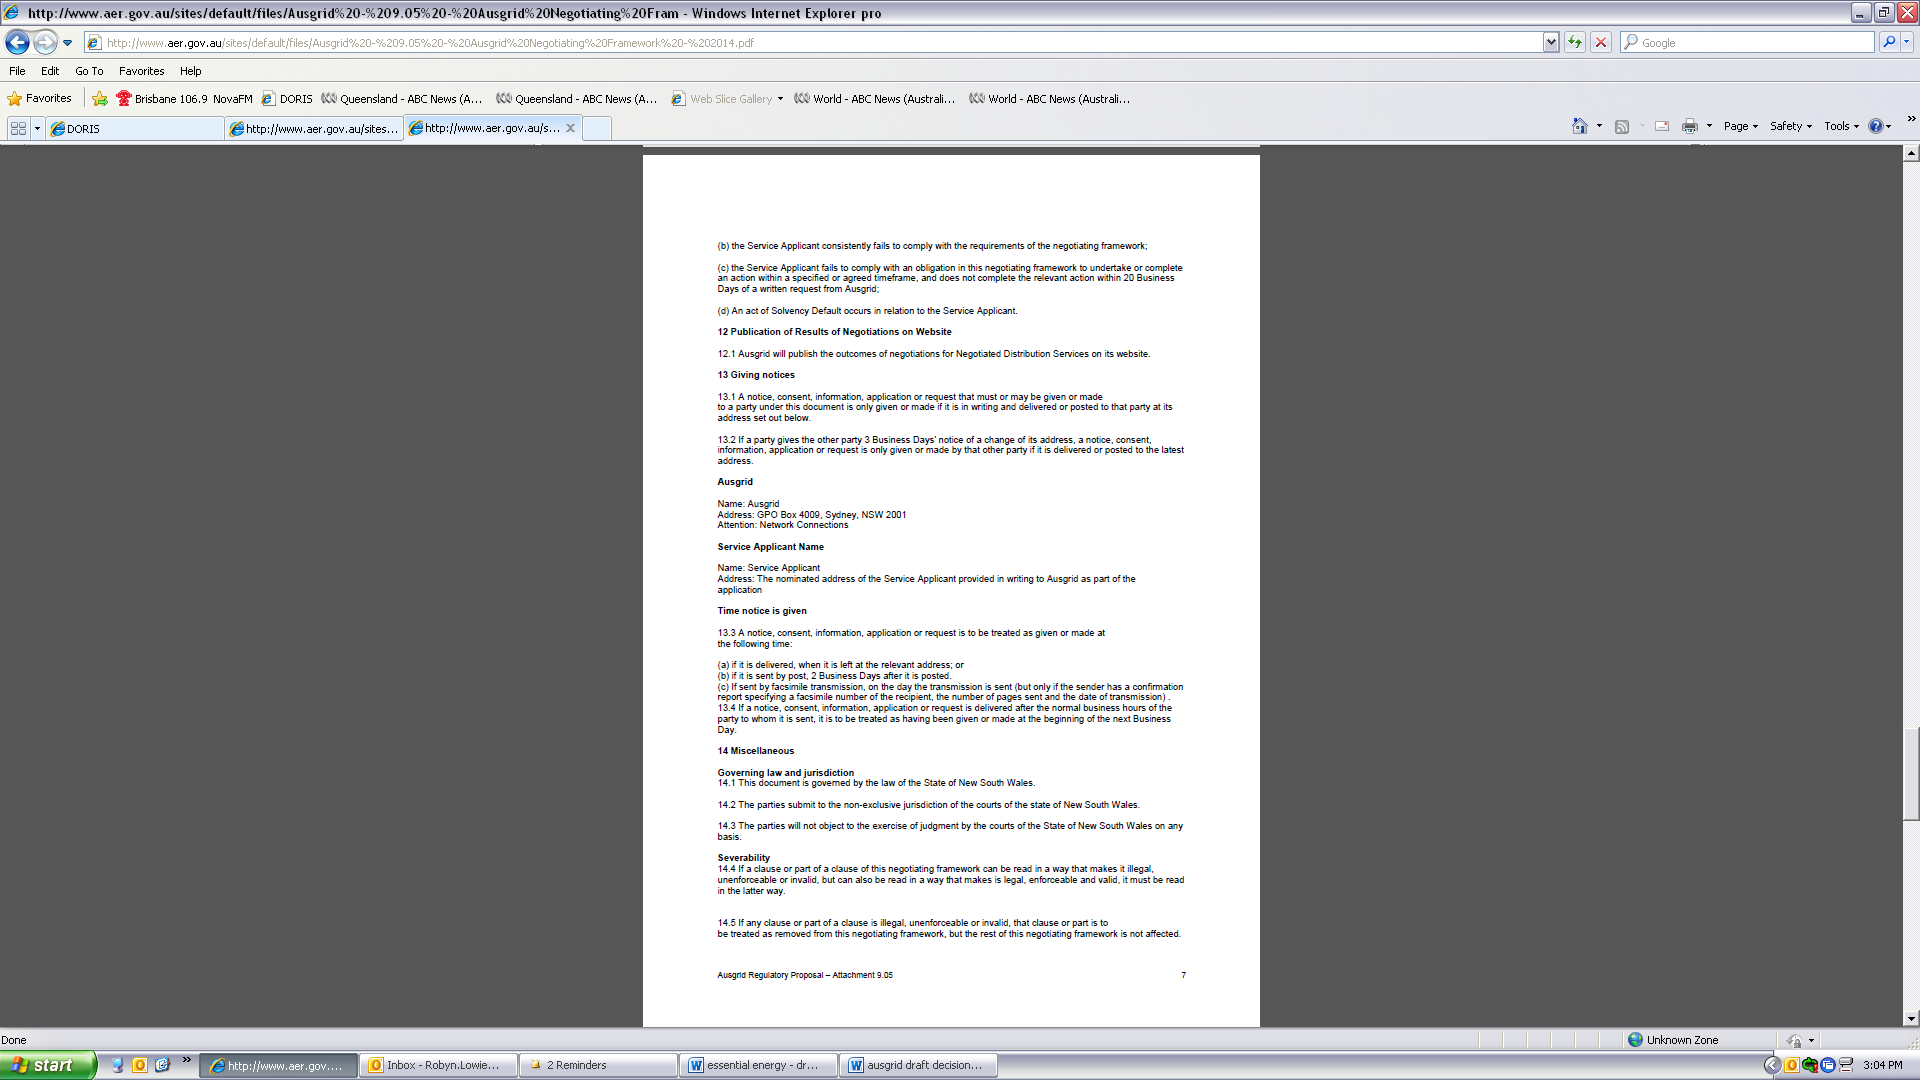 http://www.aer.gov.au/sites/default/files/Ausgrid%20-%209.05%20-%20Ausgrid%20Negotiating%20Fram - Windows Internet Explorer pro
http://www.aer.gov.au/sites/default/files/Ausgrid%20-%209.05%20-%20Ausgrid%20Negotiating%20Framework%20-%202014.pdf
Google
File Edit Go To Favorites Help
Favorites Brisbane 106.9 NovaFM DORIS Queensland - ABC News (A... Queensland - ABC News (A... Web Slice Gallery World - ABC News (Australi... World - ABC News (Australi...
DORIS http://www.aer.gov.au/sites... http://www.aer.gov.au/s... Page Safety Tools
(b) the Service Applicant consistently fails to comply with the requirements of the negotiating framework;
(c) the Service Applicant fails to comply with an obligation in this negotiating framework to undertake or complete
an action within a specified or agreed timeframe, and does not complete the relevant action within 20 Business
Days of a written request from Ausgrid;
(d) An act of Solvency Default occurs in relation to the Service Applicant.
12 Publication of Results of Negotiations on Website
12.1 Ausgrid will publish the outcomes of negotiations for Negotiated Distribution Services on its website.
13 Giving notices
13.1 A notice, consent, information, application or request that must or may be given or made
to a party under this document is only given or made if it is in writing and delivered or posted to that party at its
address set out below.
13.2 If a party gives the other party 3 Business Days' notice of a change of its address, a notice, consent,
information, application or request is only given or made by that other party if it is delivered or posted to the latest
address.
Ausgrid
Name: Ausgrid
Address: GPO Box 4009, Sydney, NSW 2001
Attention: Network Connections
Service Applicant Name
Name: Service Applicant
Address: The nominated address of the Service Applicant provided in writing to Ausgrid as part of the
application
Time notice is given
13.3 A notice, consent, information, application or request is to be treated as given or made at
the following time:
(a) if it is delivered, when it is left at the relevant address; or
(b) if it is sent by post, 2 Business Days after it is posted.
(c) If sent by facsimile transmission, on the day the transmission is sent (but only if the sender has a confirmation
report specifying a facsimile number of the recipient, the number of pages sent and the date of transmission) .
13.4 If a notice, consent, information, application or request is delivered after the normal business hours of the
party to whom it is sent, it is to be treated as having been given or made at the beginning of the next Business
Day.
14 Miscellaneous
Governing law and jurisdiction
14.1 This document is governed by the law of the State of New South Wales.
14.2 The parties submit to the non-exclusive jurisdiction of the courts of the state of New South Wales.
14.3 The parties will not object to the exercise of judgment by the courts of the State of New South Wales on any
basis.
Severability
14.4 If a clause or part of a clause of this negotiating framework can be read in a way that makes it illegal,
unenforceable or invalid, but can also be read in a way that makes is legal, enforceable and valid, it must be read
in the latter way.
14.5 If any clause or part of a clause is illegal, unenforceable or invalid, that clause or part is to
be treated as removed from this negotiating framework, but the rest of this negotiating framework is not affected.
Ausgrid Regulatory Proposal – Attachment 9.05 7
Done Unknown Zone
start http://www.aer.gov.... Inbox - Robyn.Lowie... 2 Reminders essential energy - dr... ausgrid draft decision... 3:04 PM